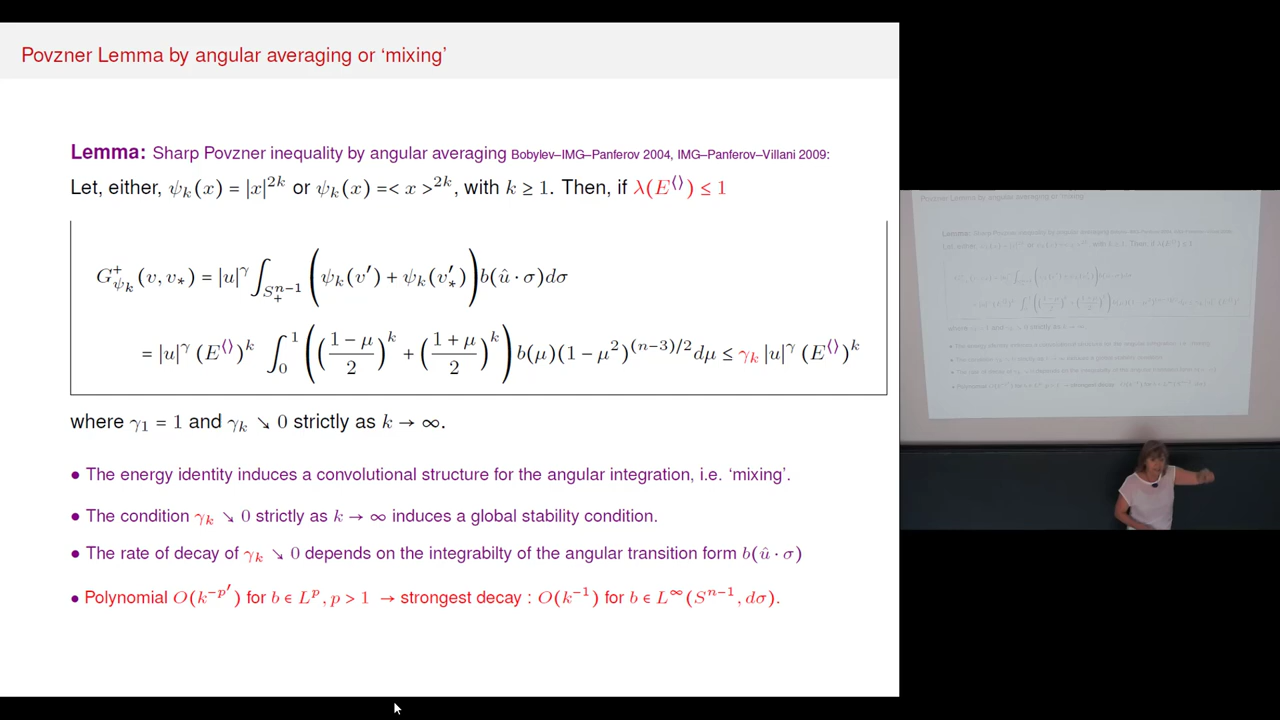 Povzner Lemma by angular averaging or ‘mixing’
Lemma: Sharp Povzner inequality by angular averaging Bobylev–IMG–Panferov 2004, IMG–Panferov–Villani 2009:
Let, either, ψ_k(x) = |x|^{2k} or ψ_k(x) =< x >^{2k}, with k ≥ 1. Then, if λ(E^{⟨⟩}) ≤ 1
G^+_{ψ_k}(v, v_*) = |u|^γ ∫_{S_+^{n−1}} (ψ_k(v′) + ψ_k(v′_*)) b(û · σ)dσ
= |u|^γ (E^{⟨⟩})^k ∫_0^1 (((1 − μ)/2)^k + ((1 + μ)/2)^k) b(μ)(1 − μ^2)^{(n−3)/2} dμ ≤ γ_k |u|^γ (E^{⟨⟩})^k
where γ_1 = 1 and γ_k ↘ 0 strictly as k → ∞.
• The energy identity induces a convolutional structure for the angular integration, i.e. ‘mixing’.
• The condition γ_k ↘ 0 strictly as k → ∞ induces a global stability condition.
• The rate of decay of γ_k ↘ 0 depends on the integrabilty of the angular transition form b(û · σ)
• Polynomial O(k^{−p′}) for b ∈ L^p, p > 1 → strongest decay : O(k^{−1}) for b ∈ L^∞(S^{n−1}, dσ).